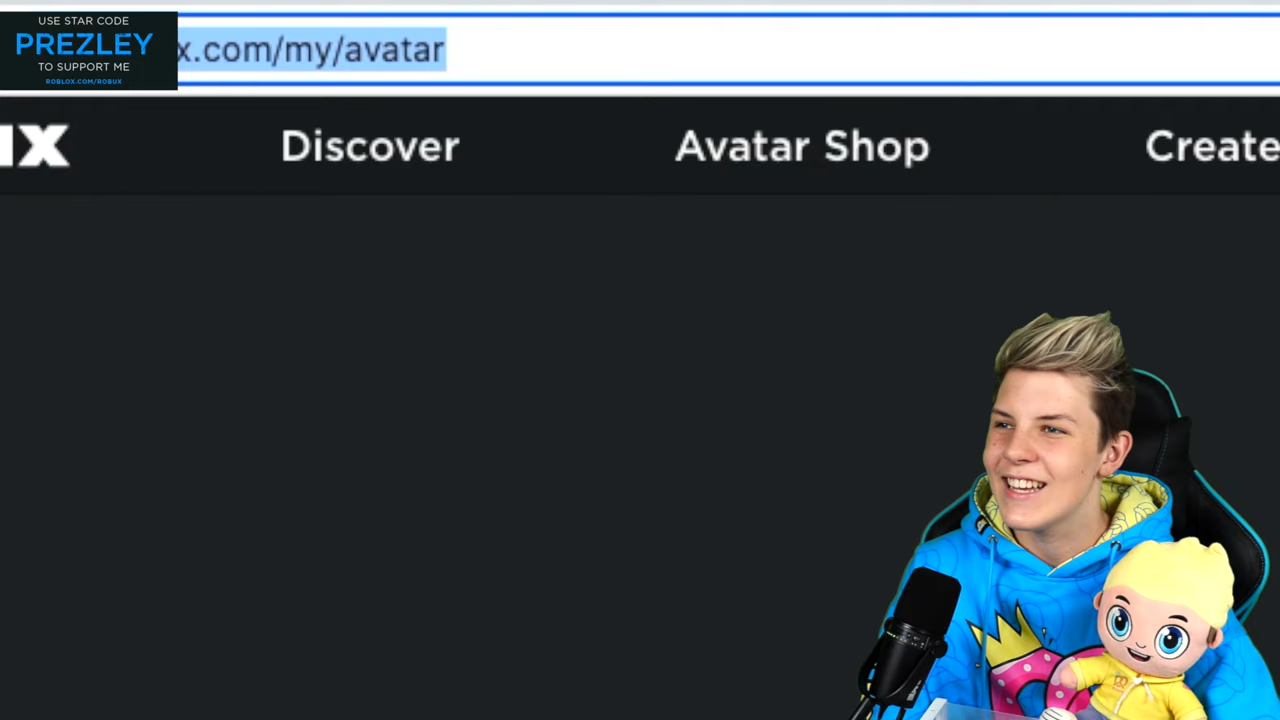 USE STAR CODE
PREZLEY
TO SUPPORT ME
ROBLOX.COM/ROBUX
x.com/my/avatar
Discover
Avatar Shop
Create